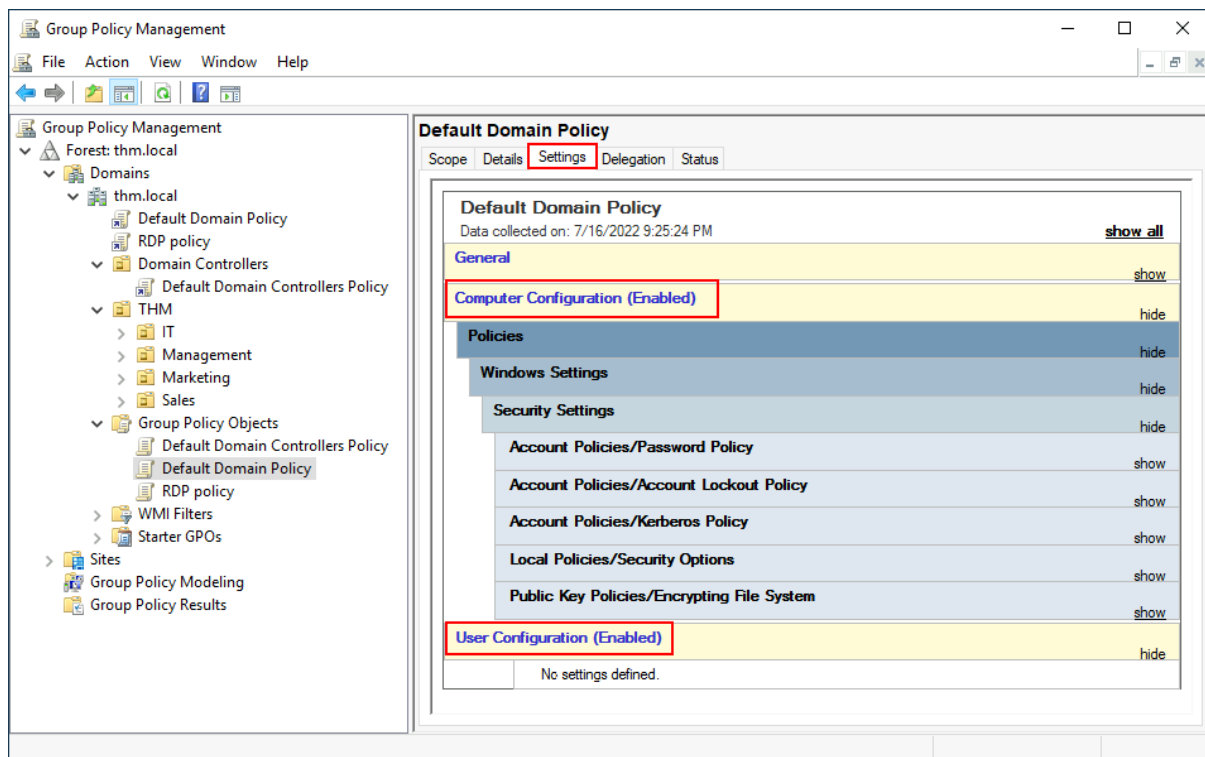 Group Policy Management
File Action View Window Help
Group Policy Management
Forest: thm.local
Domains
thm.local
Default Domain Policy
RDP policy
Domain Controllers
Default Domain Controllers Policy
THM
IT
Management
Marketing
Sales
Group Policy Objects
Default Domain Controllers Policy
Default Domain Policy
RDP policy
WMI Filters
Starter GPOs
Sites
Group Policy Modeling
Group Policy Results
Default Domain Policy
Scope Details Settings Delegation Status
Default Domain Policy
Data collected on: 7/16/2022 9:25:24 PM show all
General
show
Computer Configuration (Enabled)
hide
Policies
hide
Windows Settings
hide
Security Settings
hide
Account Policies/Password Policy
show
Account Policies/Account Lockout Policy
show
Account Policies/Kerberos Policy
show
Local Policies/Security Options
show
Public Key Policies/Encrypting File System
show
User Configuration (Enabled)
hide
No settings defined.